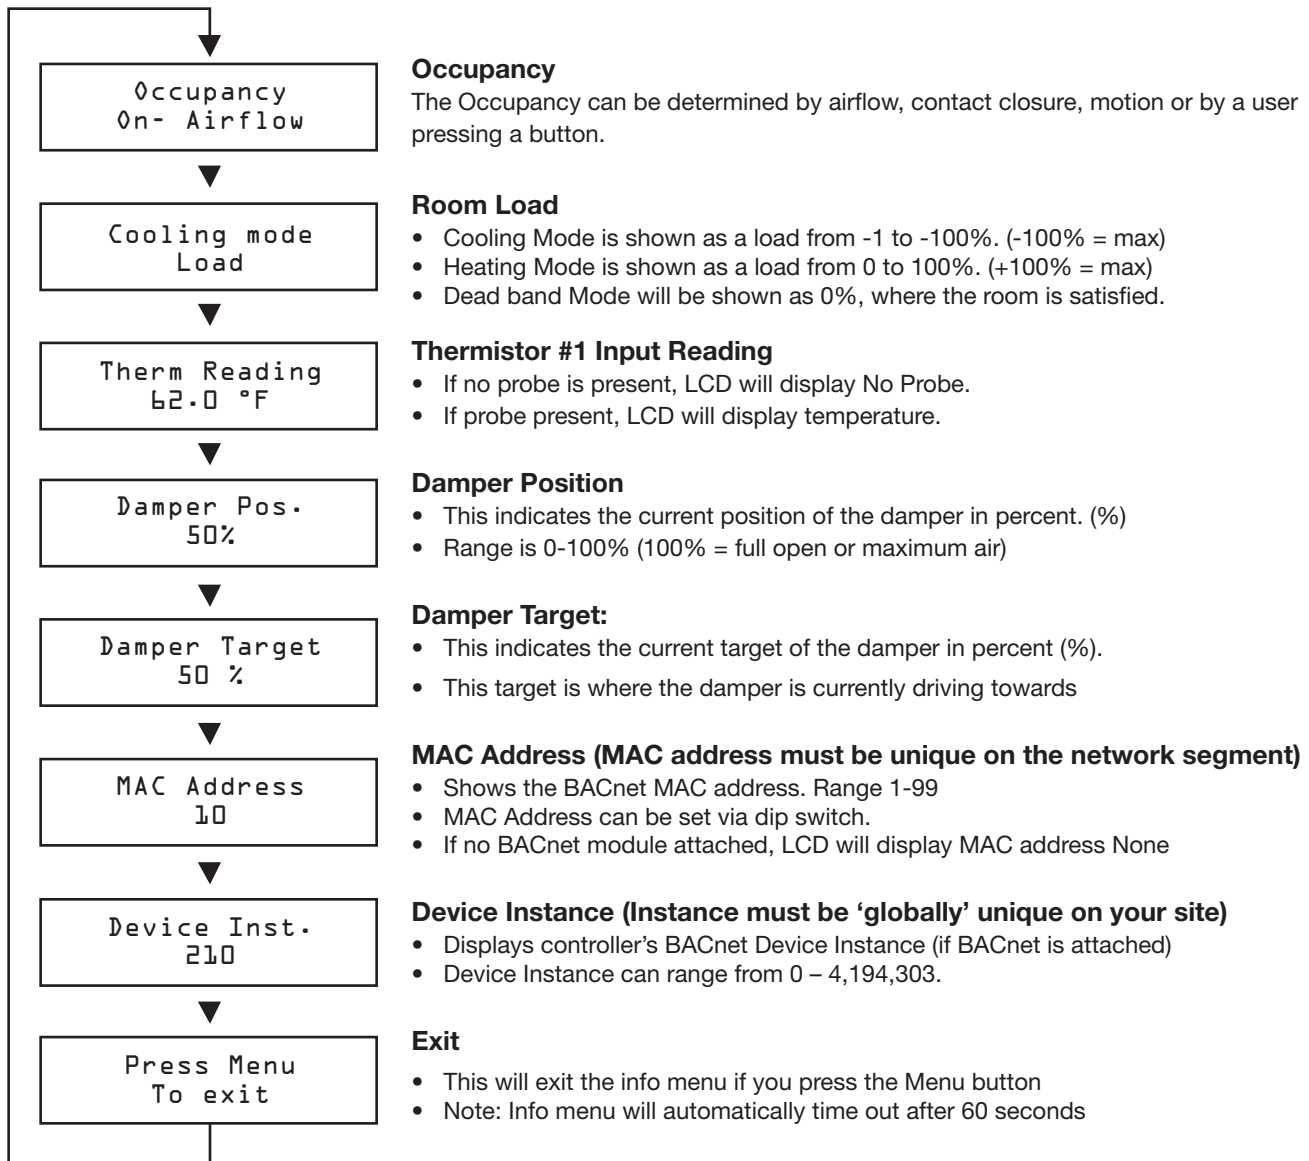 Occupancy
On- Airflow
Occupancy
The Occupancy can be determined by airflow, contact closure, motion or by a user
pressing a button.
Cooling mode
Load
Room Load
• Cooling Mode is shown as a load from -1 to -100%. (-100% = max)
• Heating Mode is shown as a load from 0 to 100%. (+100% = max)
• Dead band Mode will be shown as 0%, where the room is satisfied.
Therm Reading
62.0 °F
Thermistor #1 Input Reading
• If no probe is present, LCD will display No Probe.
• If probe present, LCD will display temperature.
Damper Pos.
50%
Damper Position
• This indicates the current position of the damper in percent. (%)
• Range is 0-100% (100% = full open or maximum air)
Damper Target
50 %
Damper Target:
• This indicates the current target of the damper in percent (%).
• This target is where the damper is currently driving towards
MAC Address
10
MAC Address (MAC address must be unique on the network segment)
• Shows the BACnet MAC address. Range 1-99
• MAC Address can be set via dip switch.
• If no BACnet module attached, LCD will display MAC address None
Device Inst.
210
Device Instance (Instance must be ‘globally’ unique on your site)
• Displays controller’s BACnet Device Instance (if BACnet is attached)
• Device Instance can range from 0 – 4,194,303.
Press Menu
To exit
Exit
• This will exit the info menu if you press the Menu button
• Note: Info menu will automatically time out after 60 seconds